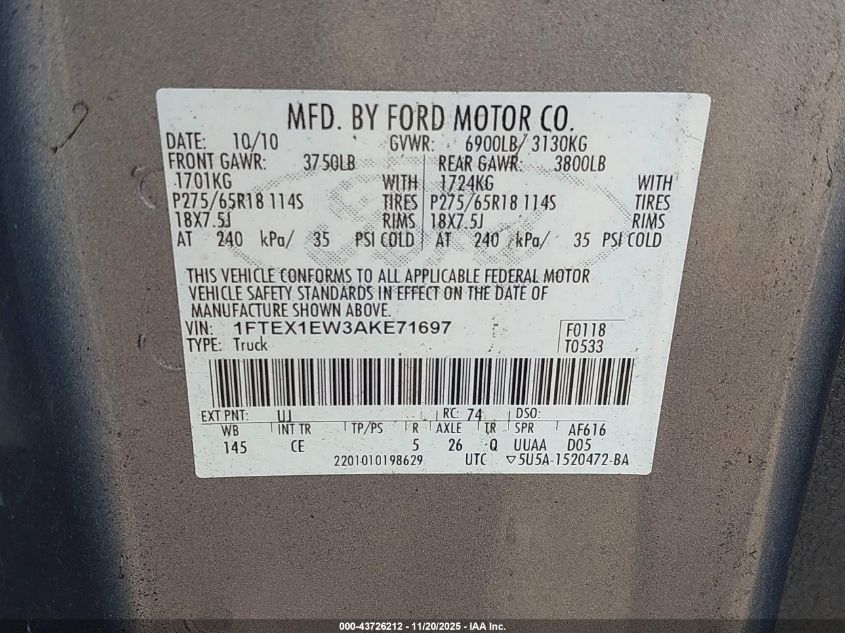 MFD. BY FORD MOTOR CO.
DATE: 10/10 GVWR: 6900LB/ 3130KG
FRONT GAWR: 3750LB REAR GAWR: 3800LB
1701KG WITH 1724KG WITH
P275/65R18 114S TIRES P275/65R18 114S TIRES
18X7.5J RIMS 18X7.5J RIMS
AT 240 kPa/ 35 PSI COLD AT 240 kPa/ 35 PSI COLD
THIS VEHICLE CONFORMS TO ALL APPLICABLE FEDERAL MOTOR
VEHICLE SAFETY STANDARDS IN EFFECT ON THE DATE OF
MANUFACTURE SHOWN ABOVE.
VIN: 1FTEX1EW3AKE71697 F0118
TYPE: Truck T0533
EXT PNT: UJ RC: 74 DSO:
WB INT TR TP/PS R AXLE TR SPR AF616
145 CE 5 26 Q UUAA D05
2201010198629 UTC ▽5U5A-1520472-BA
000-43726212 - 11/20/2025 - IAA Inc.